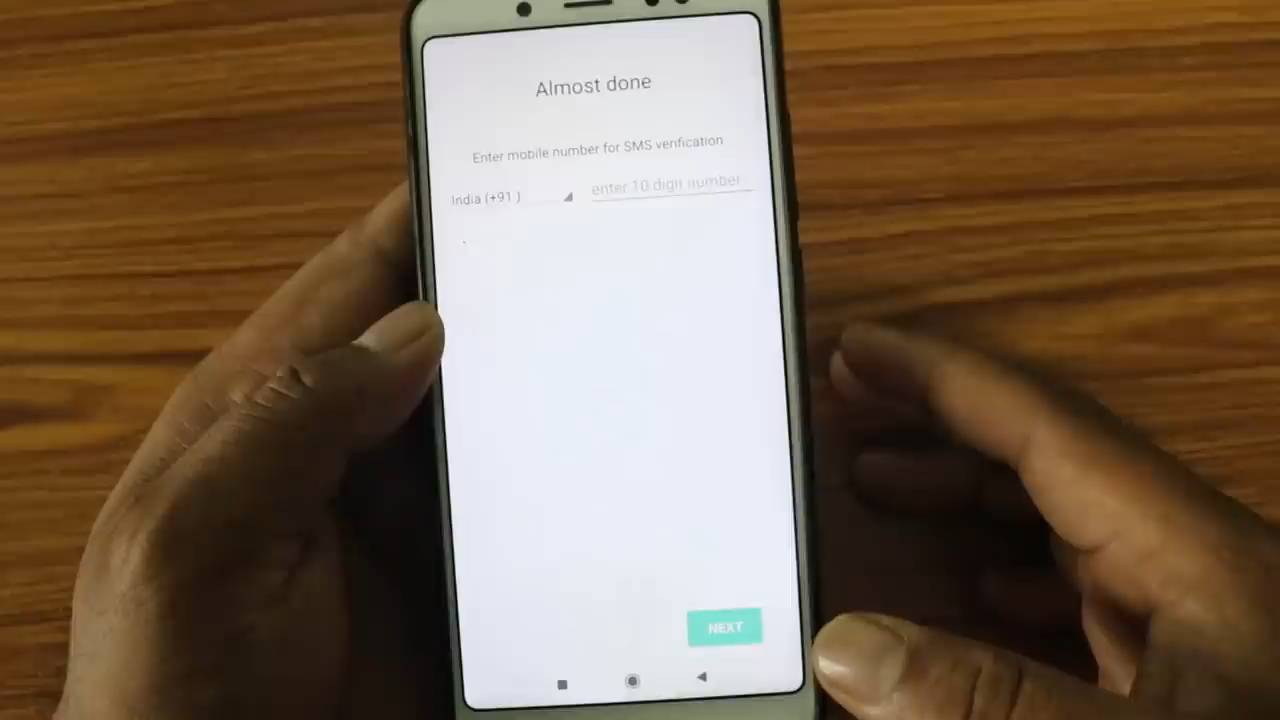 Almost done
Enter mobile number for SMS verification
India (+91 )
enter 10 digit number
NEXT